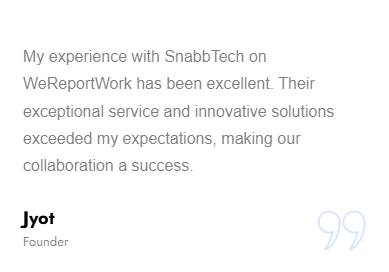 My experience with SnabbTech on
WeReportWork has been excellent. Their
exceptional service and innovative solutions
exceeded my expectations, making our
collaboration a success.
Jyot
Founder